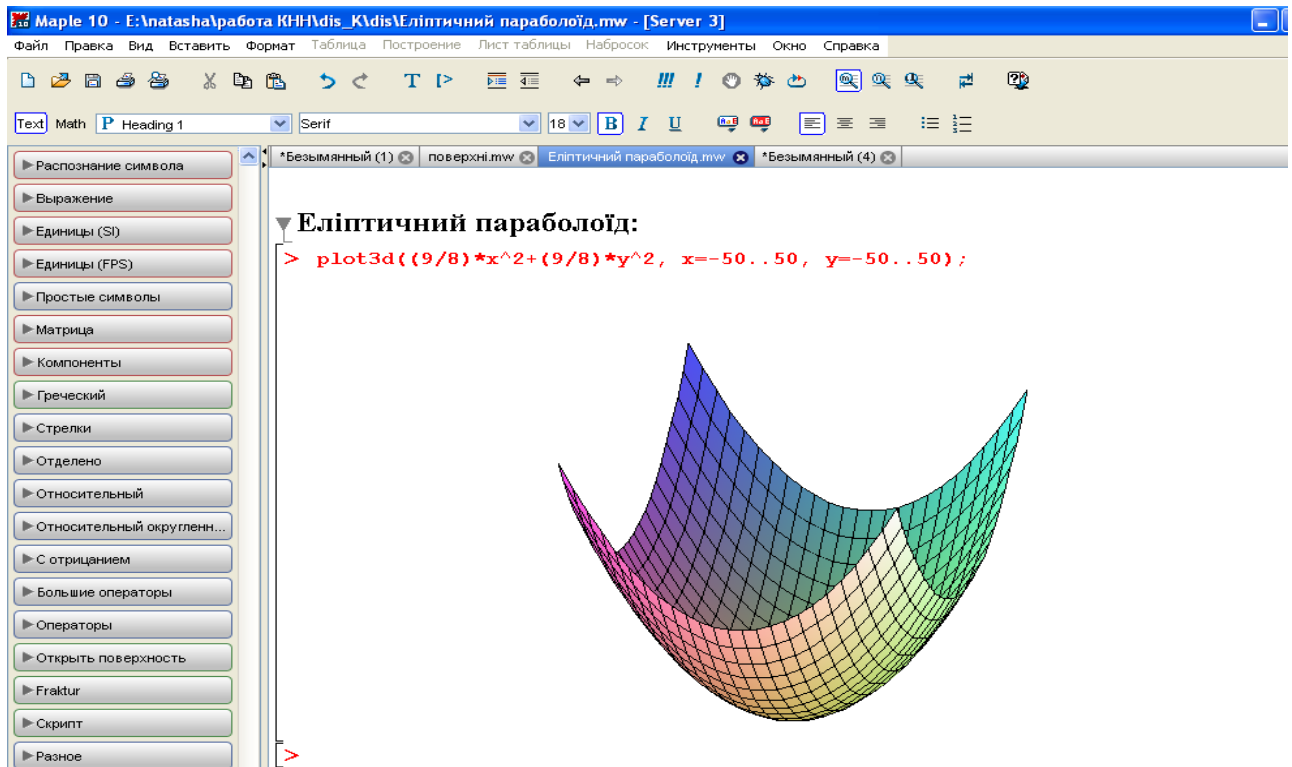 Maple 10 - E:\natasha\работа КНН\dis_K\dis\Еліптичний параболоїд.mw - [Server 3]
Файл Правка Вид Вставить Формат Таблица Построение Лист таблицы Набросок Инструменты Окно Справка
Text Math P Heading 1 Serif 18 B I U
*Безымянный (1) поверхні.mw Еліптичний параболоїд.mw *Безымянный (4)
Распознание символа
Выражение
Единицы (SI)
Единицы (FPS)
Простые символы
Матрица
Компоненты
Греческий
Стрелки
Отделено
Относительный
Относительный округленн...
С отрицанием
Большие операторы
Операторы
Открыть поверхность
Fraktur
Скрипт
Разное
Еліптичний параболоїд:
> plot3d((9/8)*x^2+(9/8)*y^2, x=-50..50, y=-50..50);
>